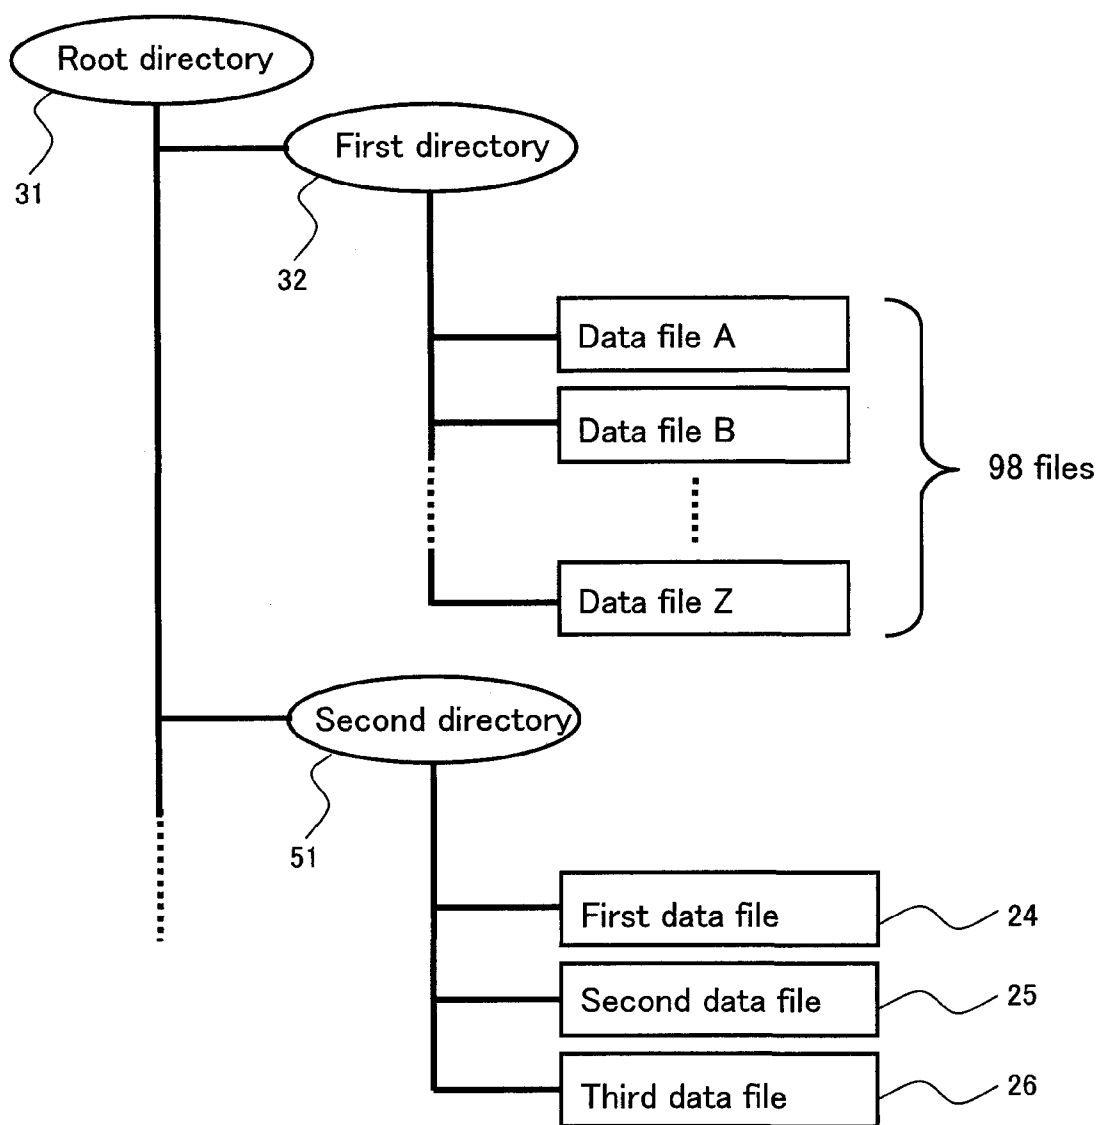 Root directory
31
First directory
32
Data file A
Data file B
98 files
Data file Z
Second directory
51
First data file
24
Second data file
25
Third data file
26